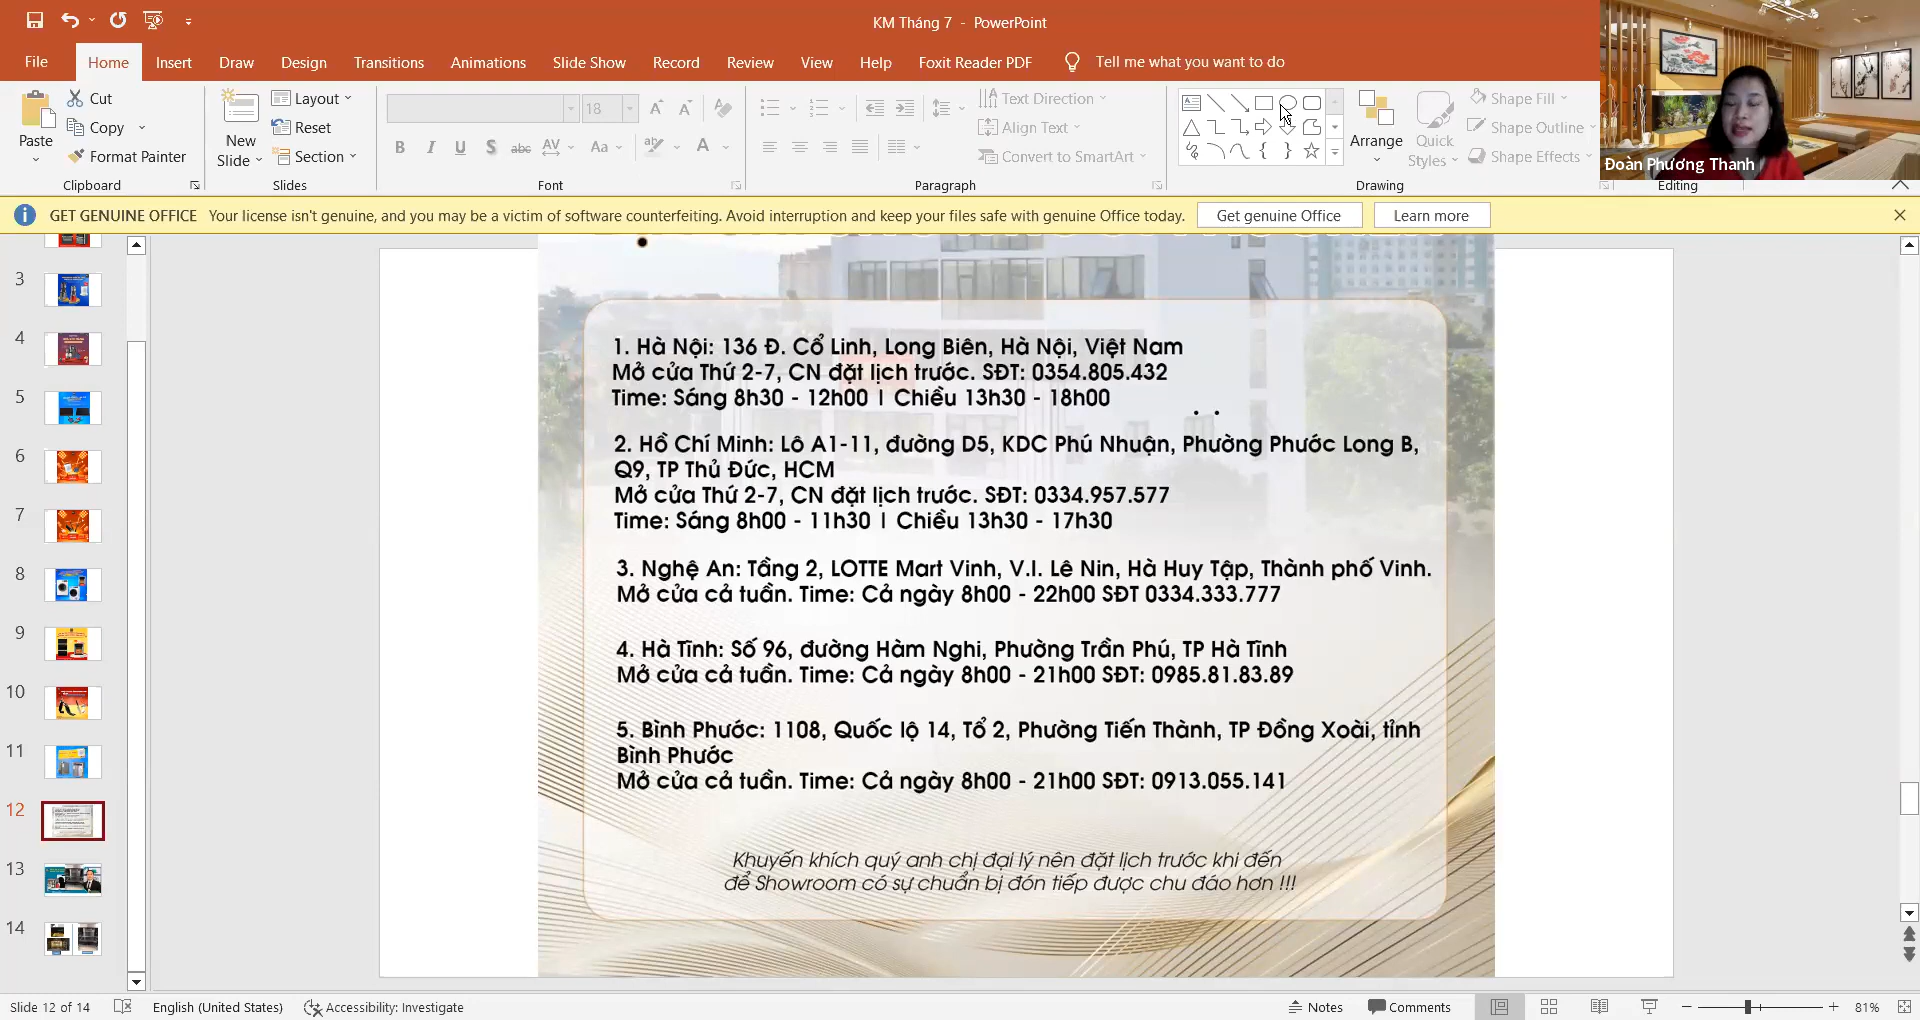 KM Tháng 7 - PowerPoint
File Home Insert Draw Design Transitions Animations Slide Show Record Review View Help Foxit Reader PDF Tell me what you want to do
Paste
Cut
Copy
Format Painter
Clipboard
New Slide
Layout
Reset
Section
Slides
18
Font
Text Direction
Align Text
Convert to SmartArt
Paragraph
Arrange
Quick Styles
Shape Fill
Shape Outline
Shape Effects
Drawing
Editing
Đoàn Phương Thanh
GET GENUINE OFFICE Your license isn't genuine, and you may be a victim of software counterfeiting. Avoid interruption and keep your files safe with genuine Office today. Get genuine Office Learn more
3
4
5
6
7
8
9
10
11
12
13
14
1. Hà Nội: 136 Đ. Cổ Linh, Long Biên, Hà Nội, Việt Nam
Mở cửa Thứ 2-7, CN đặt lịch trước. SĐT: 0354.805.432
Time: Sáng 8h30 - 12h00 | Chiều 13h30 - 18h00
2. Hồ Chí Minh: Lô A1-11, đường D5, KDC Phú Nhuận, Phường Phước Long B,
Q9, TP Thủ Đức, HCM
Mở cửa Thứ 2-7, CN đặt lịch trước. SĐT: 0334.957.577
Time: Sáng 8h00 - 11h30 | Chiều 13h30 - 17h30
3. Nghệ An: Tầng 2, LOTTE Mart Vinh, V.I. Lê Nin, Hà Huy Tập, Thành phố Vinh.
Mở cửa cả tuần. Time: Cả ngày 8h00 - 22h00 SĐT 0334.333.777
4. Hà Tĩnh: Số 96, đường Hàm Nghi, Phường Trần Phú, TP Hà Tĩnh
Mở cửa cả tuần. Time: Cả ngày 8h00 - 21h00 SĐT: 0985.81.83.89
5. Bình Phước: 1108, Quốc lộ 14, Tổ 2, Phường Tiến Thành, TP Đồng Xoài, tỉnh
Bình Phước
Mở cửa cả tuần. Time: Cả ngày 8h00 - 21h00 SĐT: 0913.055.141
Khuyến khích quý anh chị đại lý nên đặt lịch trước khi đến
để Showroom có sự chuẩn bị đón tiếp được chu đáo hơn !!!
Slide 12 of 14 English (United States) Accessibility: Investigate Notes Comments 81%